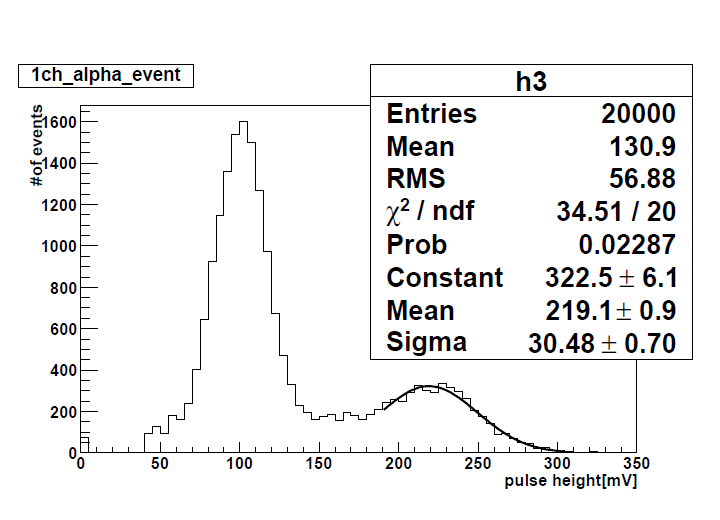 1ch_alpha_event
h3
Entries 20000
Mean 130.9
RMS 56.88
χ² / ndf 34.51 / 20
Prob 0.02287
Constant 322.5 ± 6.1
Mean 219.1 ± 0.9
Sigma 30.48 ± 0.70
#of events
1600
1400
1200
1000
800
600
400
200
0
0 50 100 150 200 250 300 350
pulse height[mV]